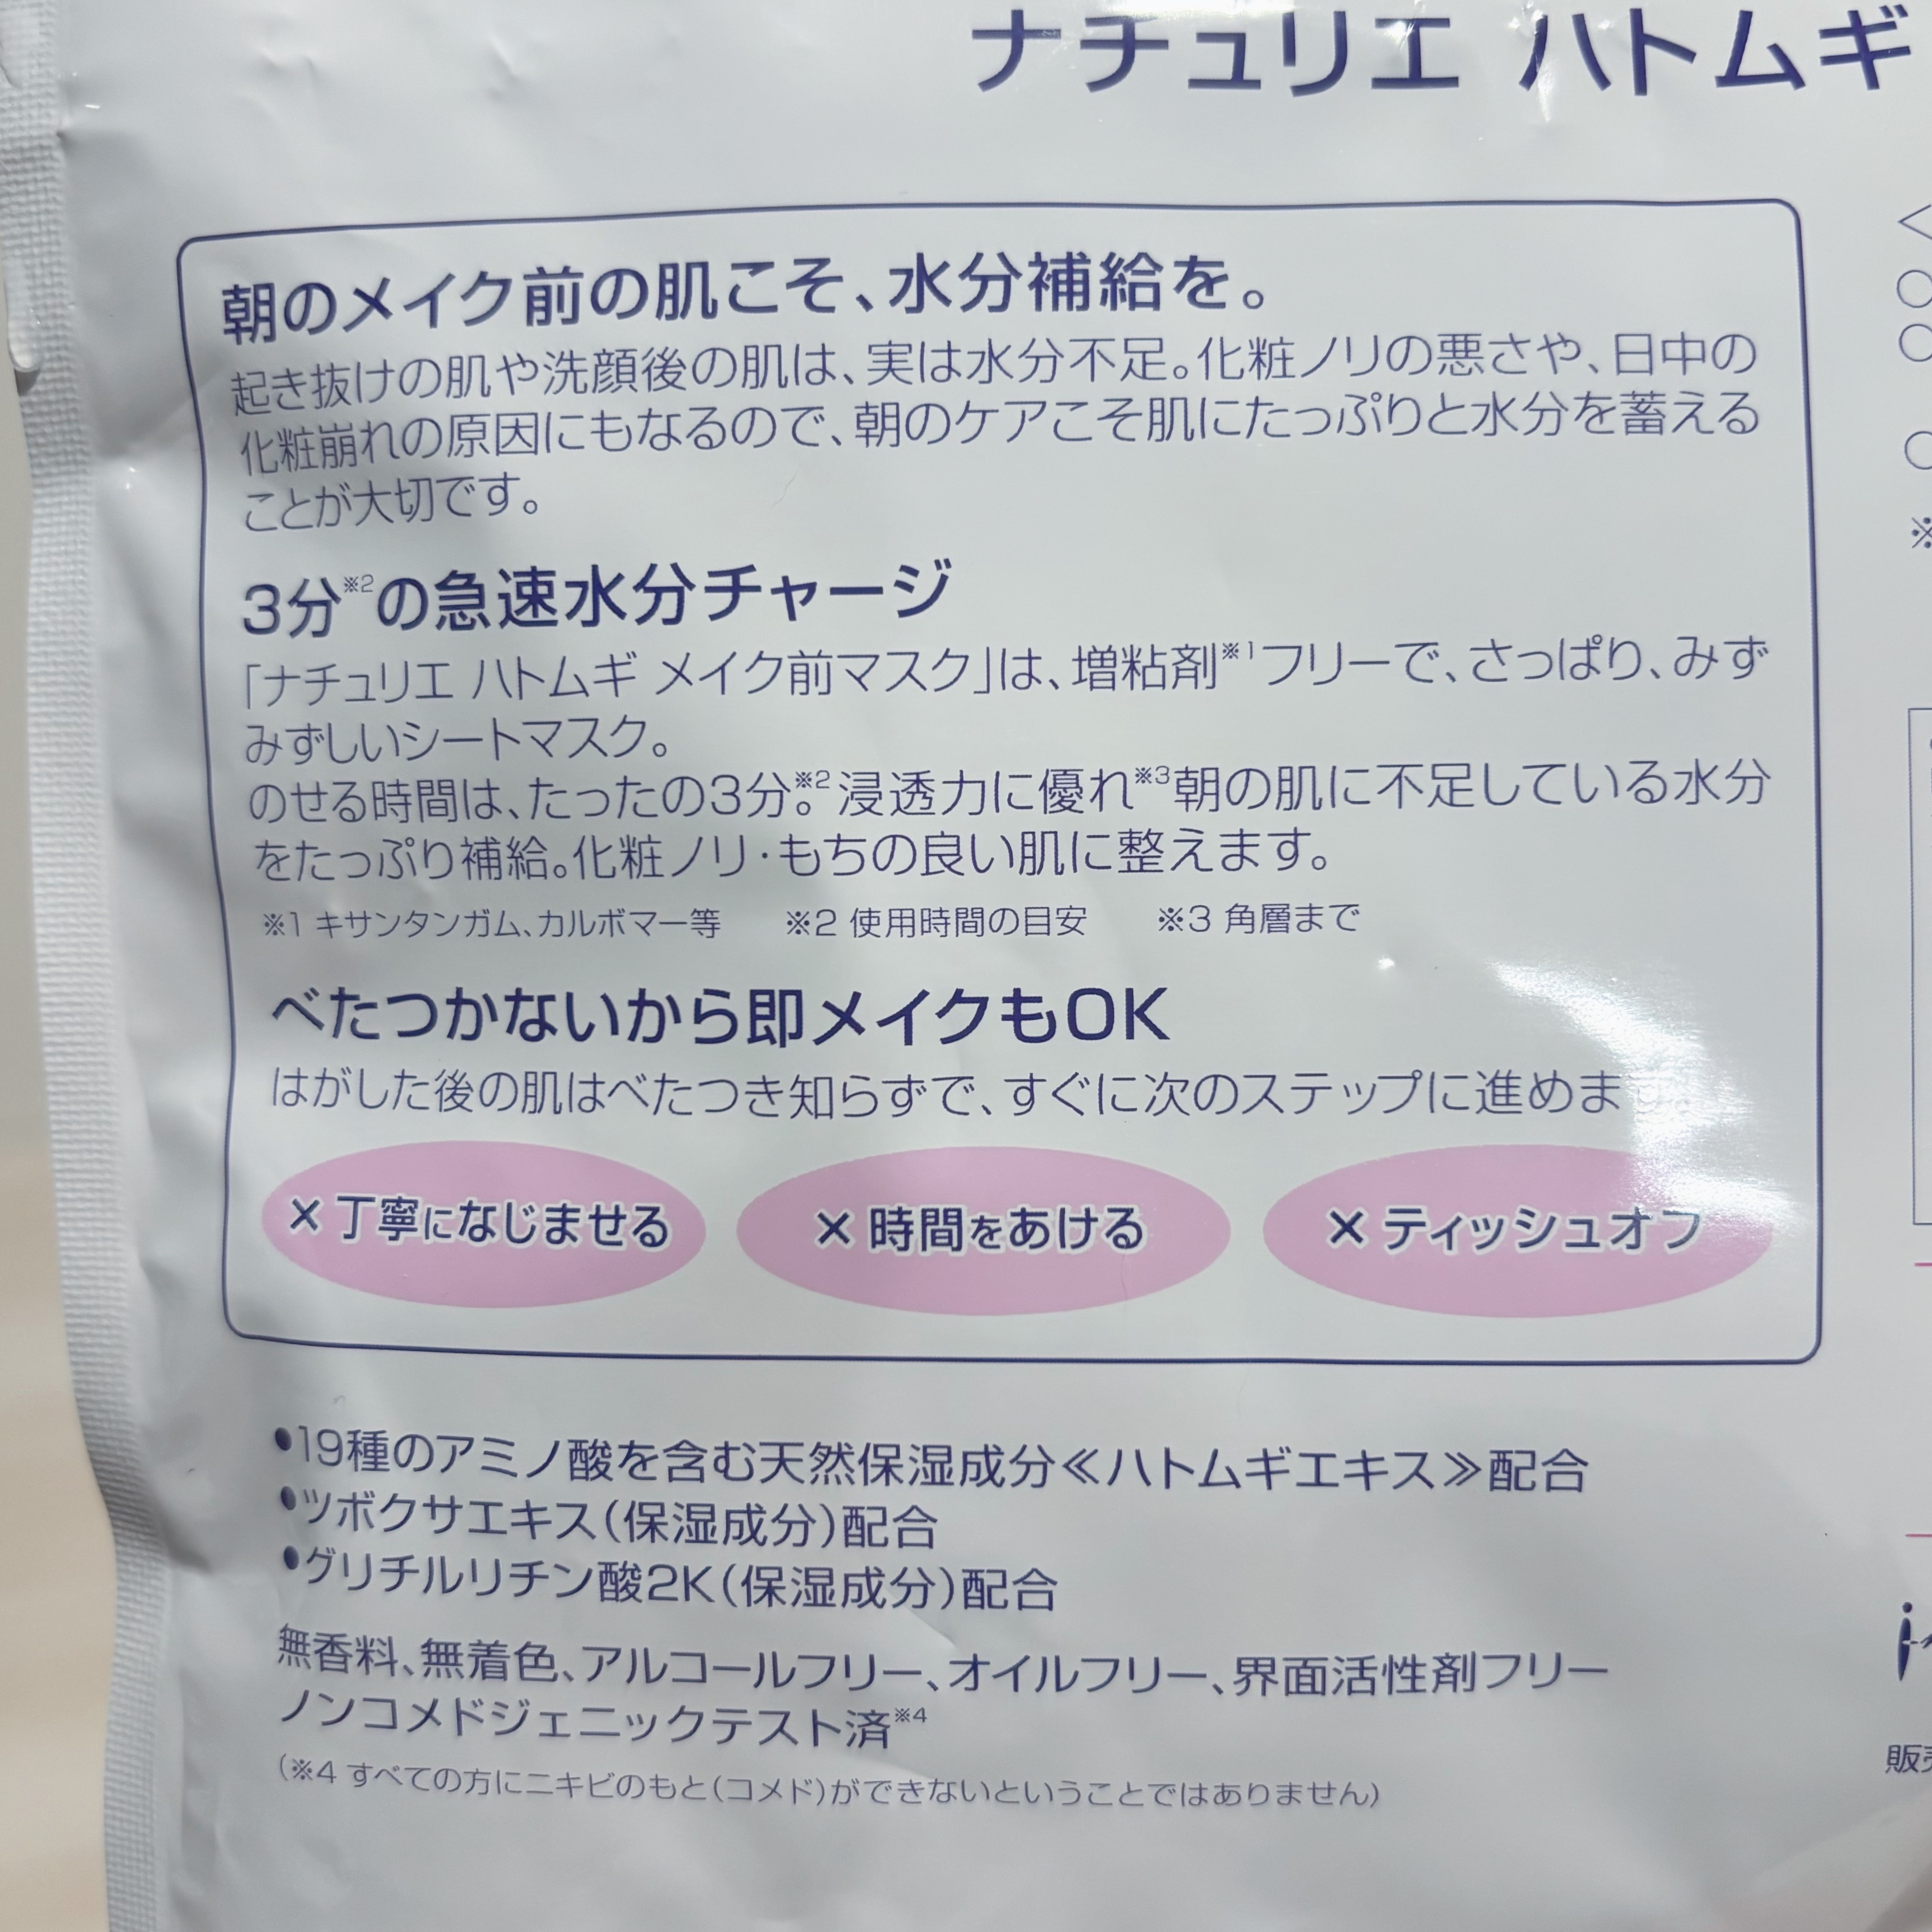 ナチュリエ ハトムギ
朝のメイク前の肌こそ、水分補給を。
起き抜けの肌や洗顔後の肌は、実は水分不足。化粧ノリの悪さや、日中の
化粧崩れの原因にもなるので、朝のケアこそ肌にたっぷりと水分を蓄える
ことが大切です。
3分※2の急速水分チャージ
「ナチュリエ ハトムギ メイク前マスク」は、増粘剤※1フリーで、さっぱり、みず
みずしいシートマスク。
のせる時間は、たったの3分※2。浸透力に優れ※3朝の肌に不足している水分
をたっぷり補給。化粧ノリ・もちの良い肌に整えます。
※1 キサンタンガム、カルボマー等 ※2 使用時間の目安 ※3 角層まで
べたつかないから即メイクもOK
はがした後の肌はべたつき知らずで、すぐに次のステップに進めます。
×丁寧になじませる
×時間をあける
×ティッシュオフ
●19種のアミノ酸を含む天然保湿成分≪ハトムギエキス≫配合
●ツボクサエキス(保湿成分)配合
●グリチルリチン酸2K(保湿成分)配合
無香料、無着色、アルコールフリー、オイルフリー、界面活性剤フリー
ノンコメドジェニックテスト済※4
(※4 すべての方にニキビのもと(コメド)ができないということではありません)
販売